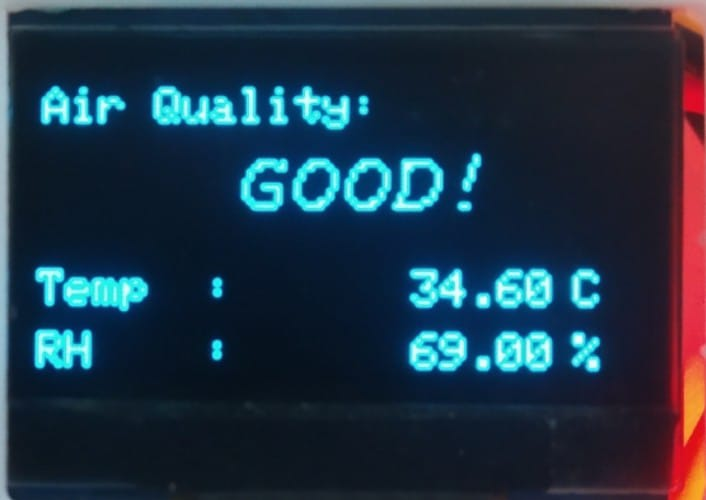 Air Quality:
GOOD!
Temp : 34.60 C
RH : 69.00 %